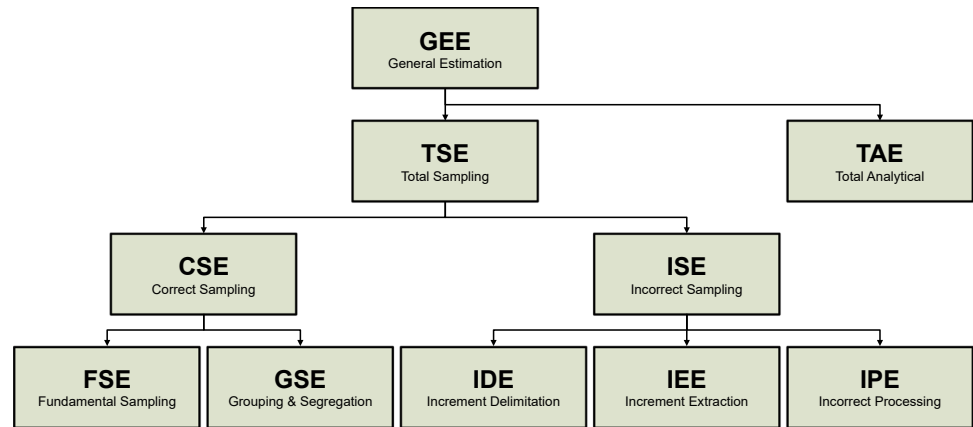 GEE
General Estimation
TSE
Total Sampling
TAE
Total Analytical
CSE
Correct Sampling
ISE
Incorrect Sampling
FSE
Fundamental Sampling
GSE
Grouping & Segregation
IDE
Increment Delimitation
IEE
Increment Extraction
IPE
Incorrect Processing